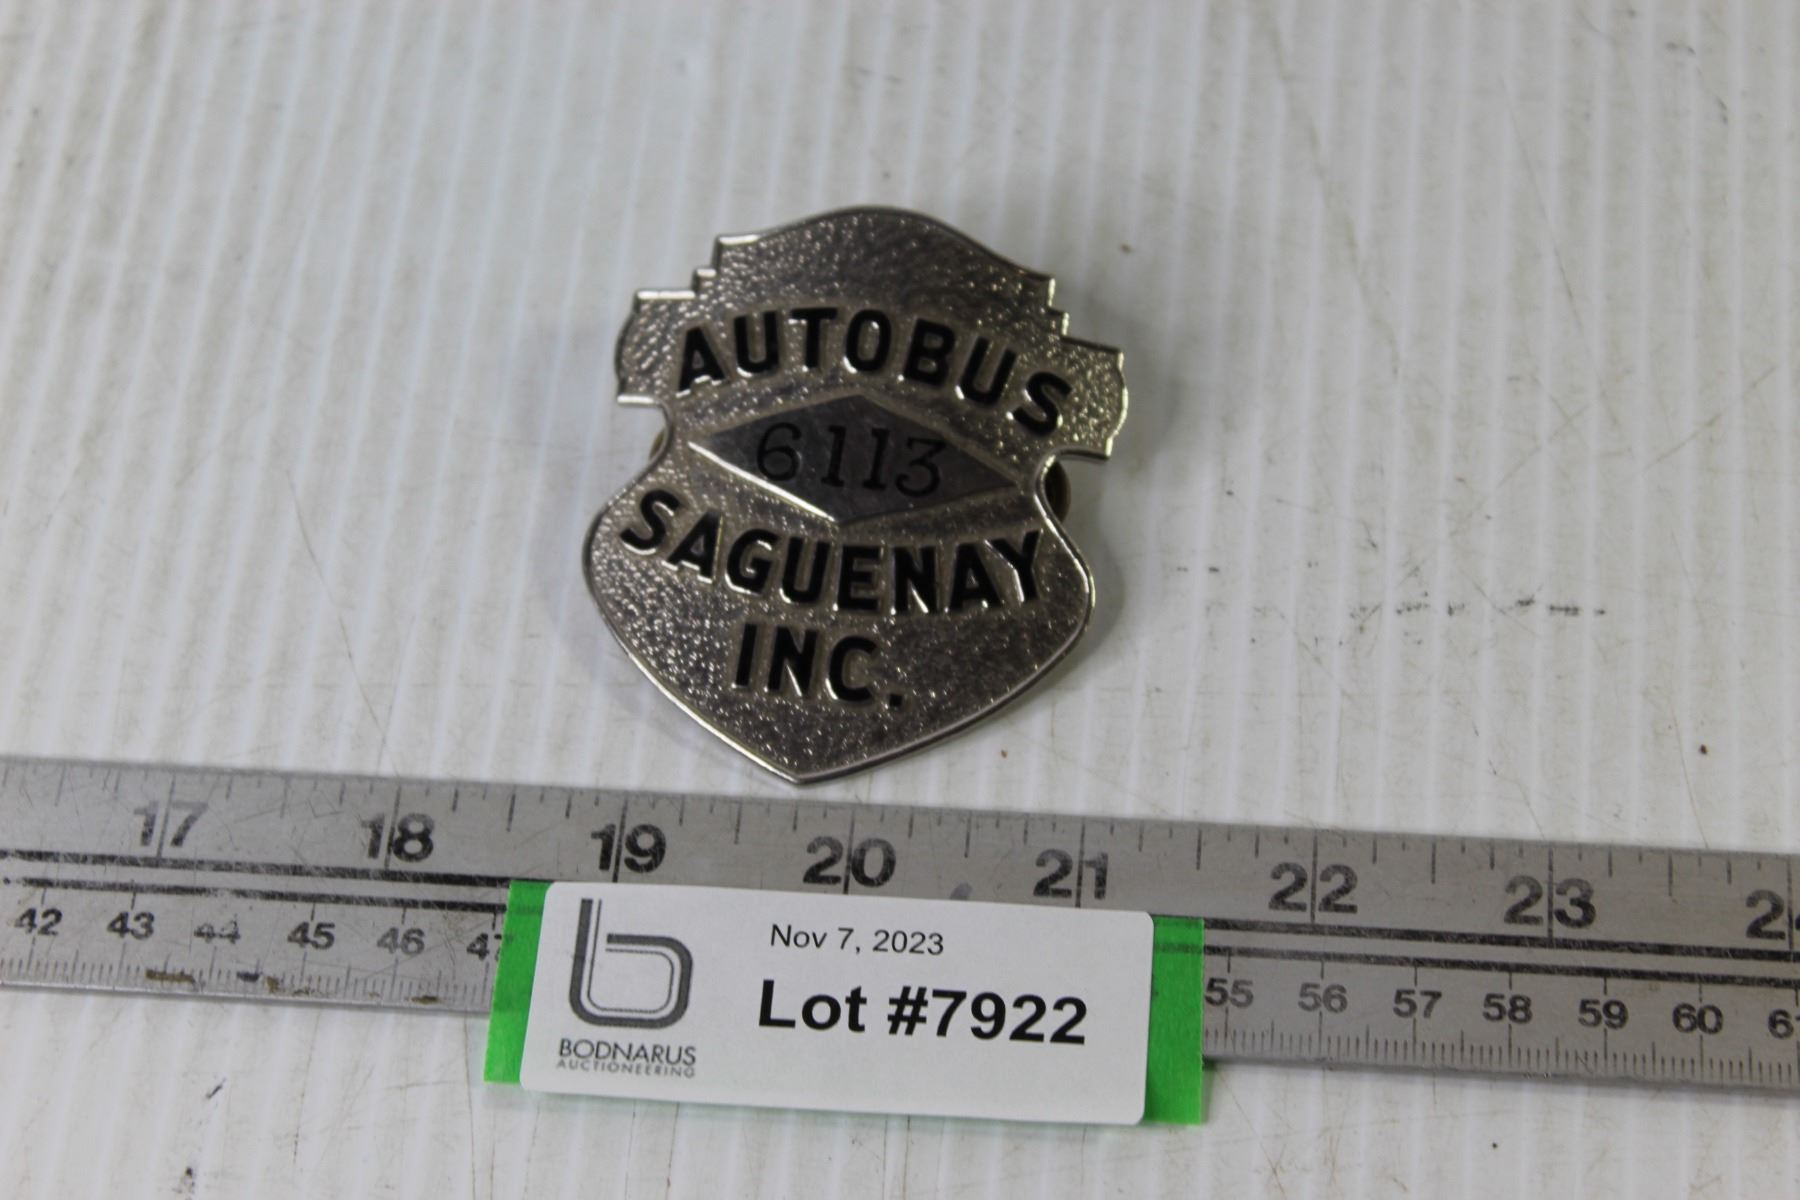 AUTOBUS
6113
SAGUENAY
INC.
17 18 19 20 21 22 23
42 43 44 45 46 55 56 57 58 59 60
Nov 7, 2023
Lot #7922
BODNARUS
AUCTIONEERING